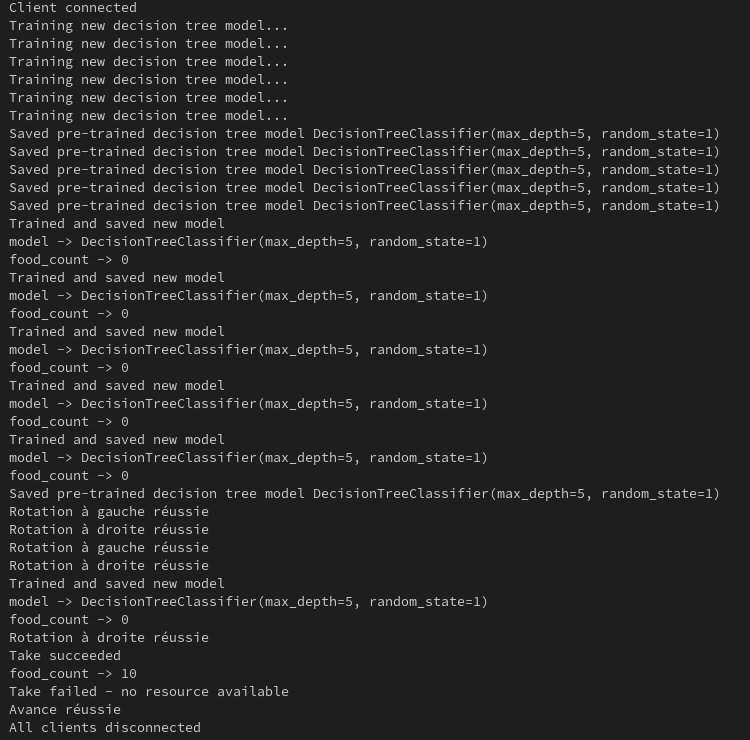 Client connected
Training new decision tree model...
Training new decision tree model...
Training new decision tree model...
Training new decision tree model...
Training new decision tree model...
Training new decision tree model...
Saved pre-trained decision tree model DecisionTreeClassifier(max_depth=5, random_state=1)
Saved pre-trained decision tree model DecisionTreeClassifier(max_depth=5, random_state=1)
Saved pre-trained decision tree model DecisionTreeClassifier(max_depth=5, random_state=1)
Saved pre-trained decision tree model DecisionTreeClassifier(max_depth=5, random_state=1)
Saved pre-trained decision tree model DecisionTreeClassifier(max_depth=5, random_state=1)
Trained and saved new model
model -> DecisionTreeClassifier(max_depth=5, random_state=1)
food_count -> 0
Trained and saved new model
model -> DecisionTreeClassifier(max_depth=5, random_state=1)
food_count -> 0
Trained and saved new model
model -> DecisionTreeClassifier(max_depth=5, random_state=1)
food_count -> 0
Trained and saved new model
model -> DecisionTreeClassifier(max_depth=5, random_state=1)
food_count -> 0
Trained and saved new model
model -> DecisionTreeClassifier(max_depth=5, random_state=1)
food_count -> 0
Saved pre-trained decision tree model DecisionTreeClassifier(max_depth=5, random_state=1)
Rotation à gauche réussie
Rotation à droite réussie
Rotation à gauche réussie
Rotation à droite réussie
Trained and saved new model
model -> DecisionTreeClassifier(max_depth=5, random_state=1)
food_count -> 0
Rotation à droite réussie
Take succeeded
food_count -> 10
Take failed - no resource available
Avance réussie
All clients disconnected